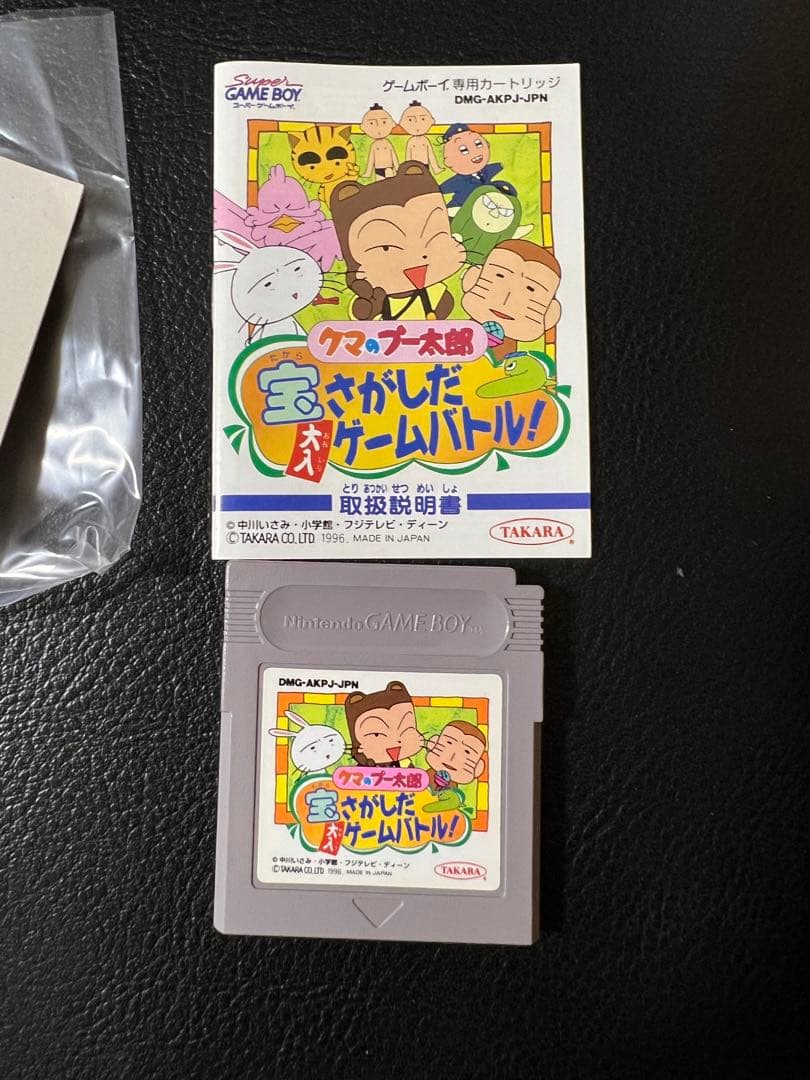 Super
GAME BOY
スーパーゲームボーイ
ゲームボーイ専用カートリッジ
DMG-AKPJ-JPN
クマのプー太郎
たから
宝さがしだ
おお いり
大入
ゲームバトル!
とり あつかい せつ めい しょ
取扱説明書
© 中川いさみ・小学館・フジテレビ・ディーン
© TAKARA CO., LTD 1996, MADE IN JAPAN
TAKARA®
Nintendo GAME BOY TM
DMG-AKPJ-JPN
クマのプー太郎
宝さがしだ
大入
ゲームバトル!
© 中川いさみ・小学館・フジテレビ・ディーン
© TAKARA CO., LTD 1996, MADE IN JAPAN
TAKARA®